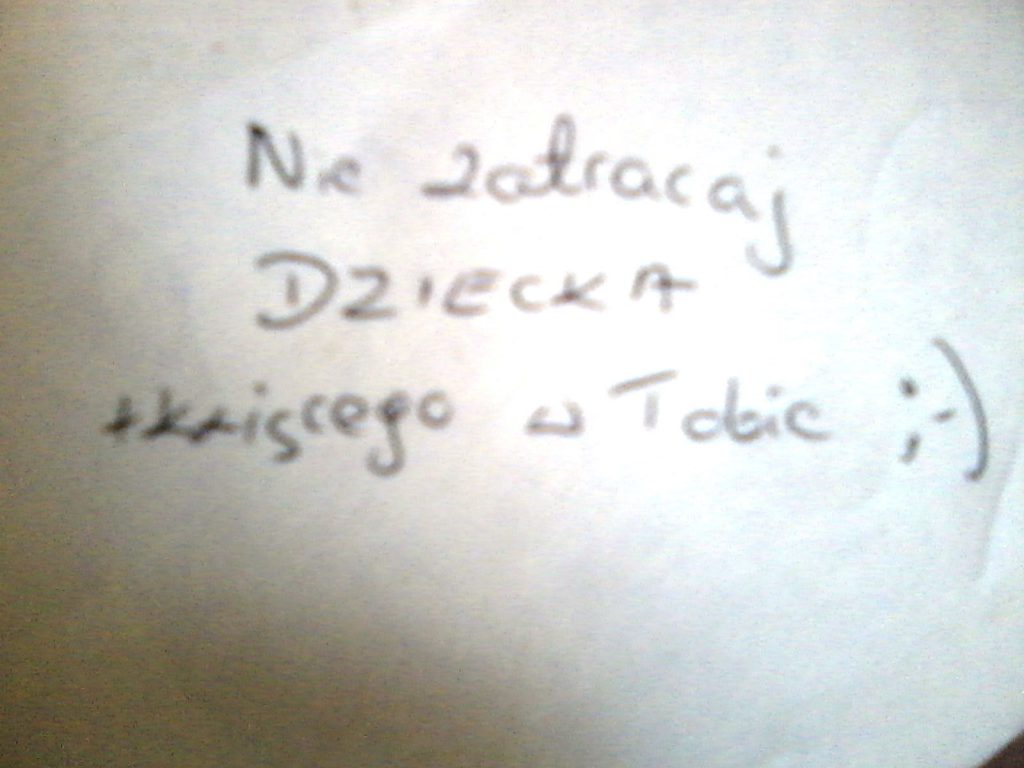 Nie zatracaj
DZIECKA
tkwiącego w Tobie ;-)